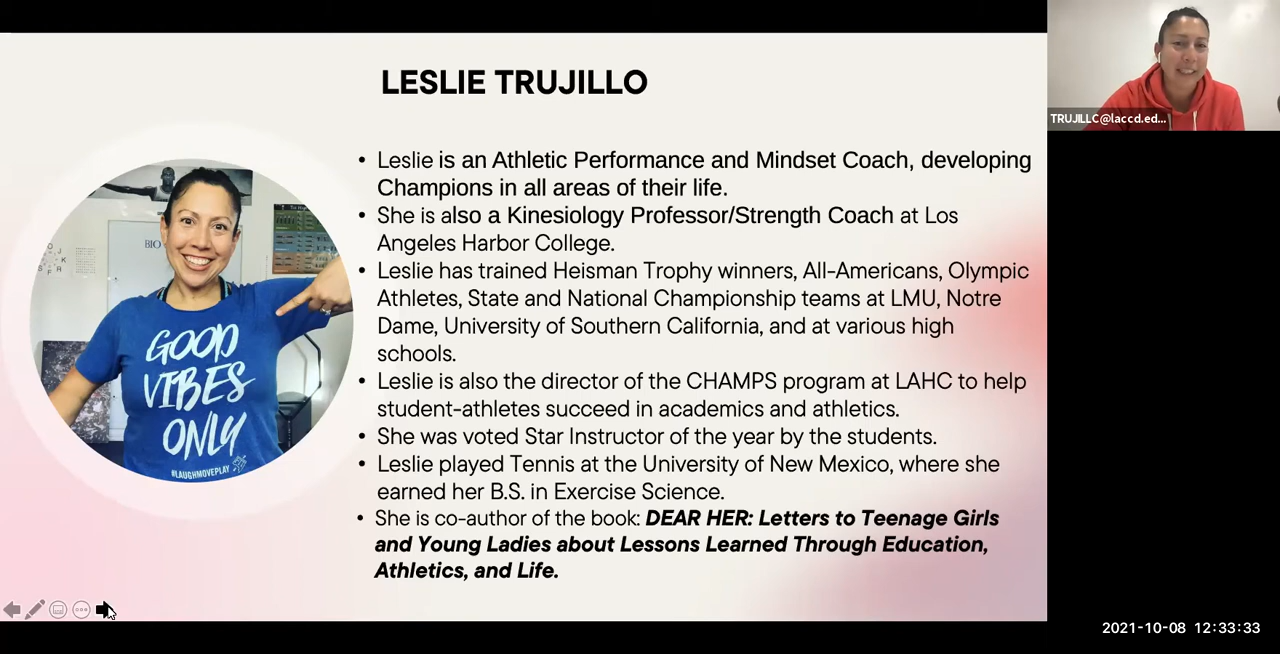 LESLIE TRUJILLO
TRUJILLC@laccd.ed...
• Leslie is an Athletic Performance and Mindset Coach, developing
Champions in all areas of their life.
• She is also a Kinesiology Professor/Strength Coach at Los
Angeles Harbor College.
• Leslie has trained Heisman Trophy winners, All-Americans, Olympic
Athletes, State and National Championship teams at LMU, Notre
Dame, University of Southern California, and at various high
schools.
• Leslie is also the director of the CHAMPS program at LAHC to help
student-athletes succeed in academics and athletics.
• She was voted Star Instructor of the year by the students.
• Leslie played Tennis at the University of New Mexico, where she
earned her B.S. in Exercise Science.
• She is co-author of the book: DEAR HER: Letters to Teenage Girls
and Young Ladies about Lessons Learned Through Education,
Athletics, and Life.
BIO
GOOD
VIBES
ONLY
#LAUGHMOVEPLAY
2021-10-08 12:33:33